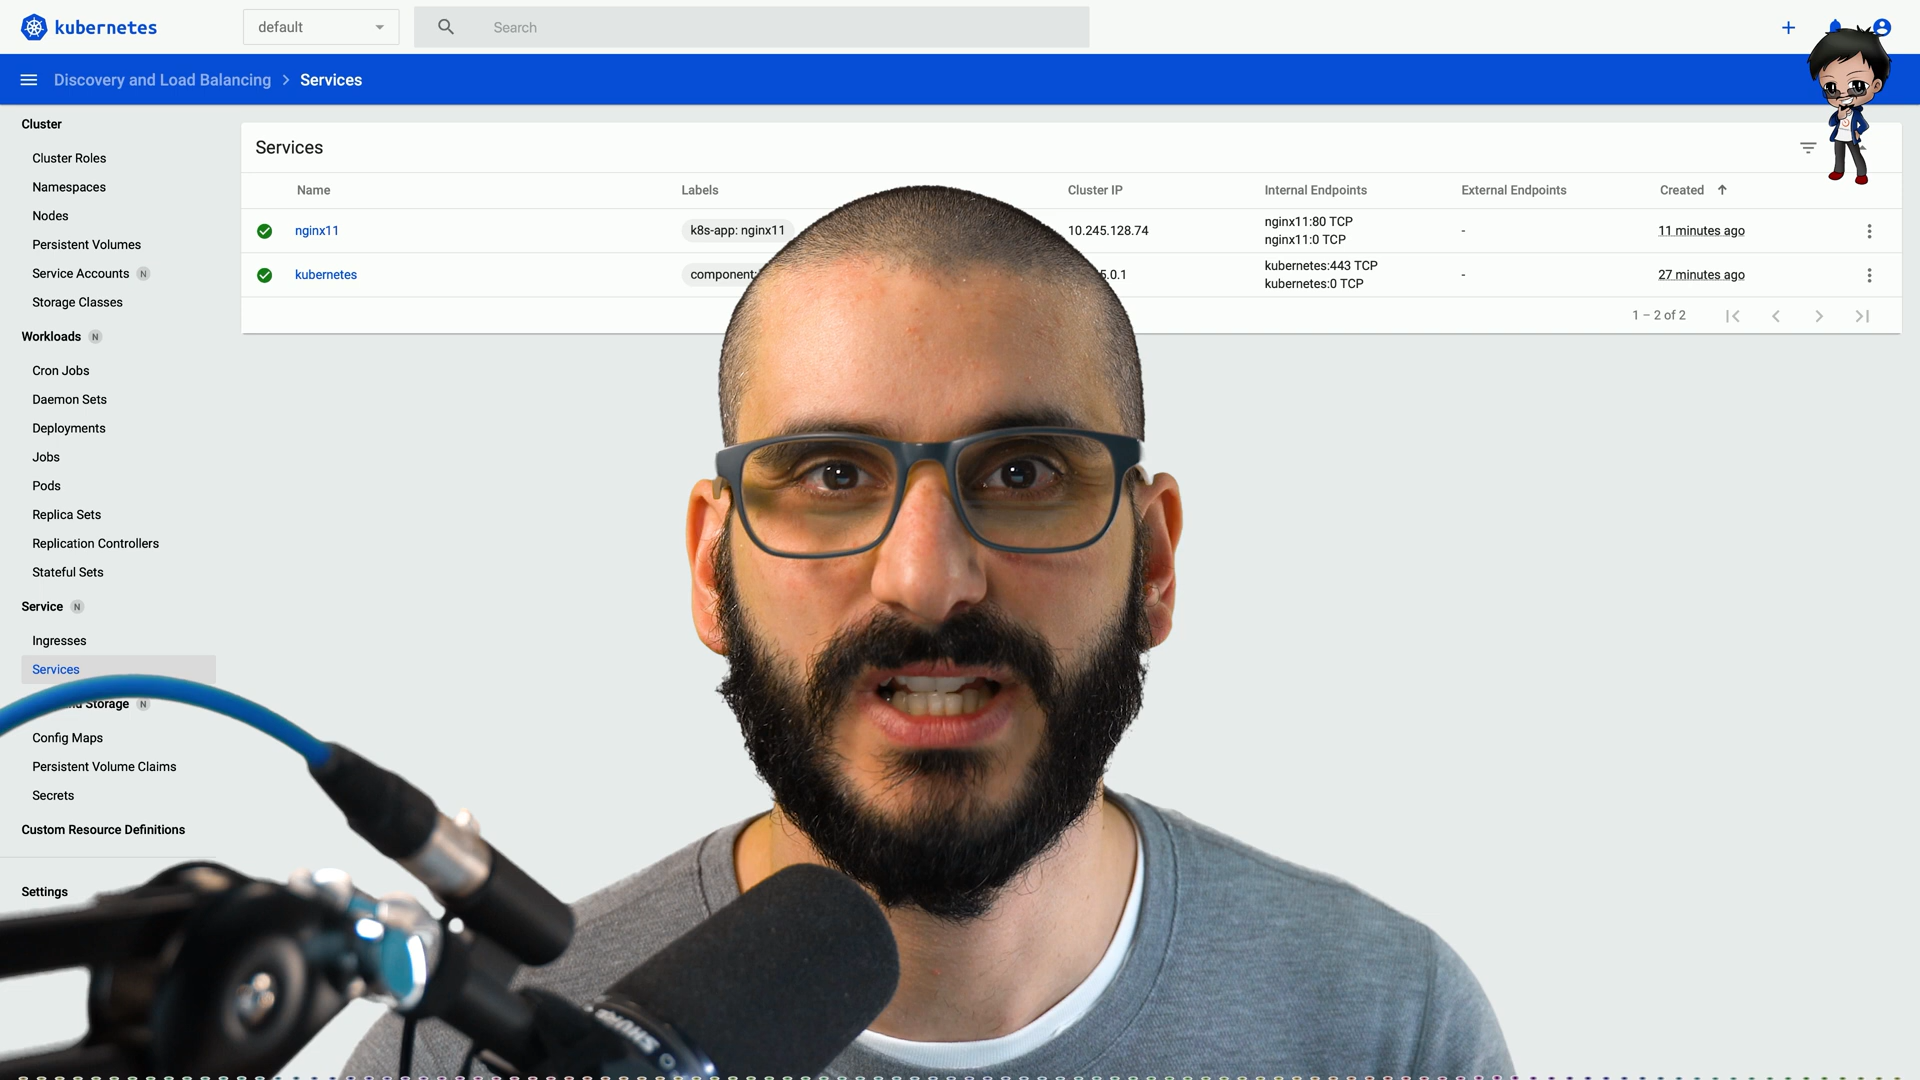 kubernetes
default
Search
Discovery and Load Balancing > Services
Cluster
Cluster Roles
Namespaces
Nodes
Persistent Volumes
Service Accounts N
Storage Classes
Workloads N
Cron Jobs
Daemon Sets
Deployments
Jobs
Pods
Replica Sets
Replication Controllers
Stateful Sets
Service N
Ingresses
Services
Storage N
Config Maps
Persistent Volume Claims
Secrets
Custom Resource Definitions
Settings
Services
Name Labels Cluster IP Internal Endpoints External Endpoints Created
nginx11 k8s-app: nginx11 10.245.128.74 nginx11:80 TCP - 11 minutes ago
nginx11:0 TCP
kubernetes component: 5.0.1 kubernetes:443 TCP - 27 minutes ago
kubernetes:0 TCP
1 – 2 of 2
SHURE